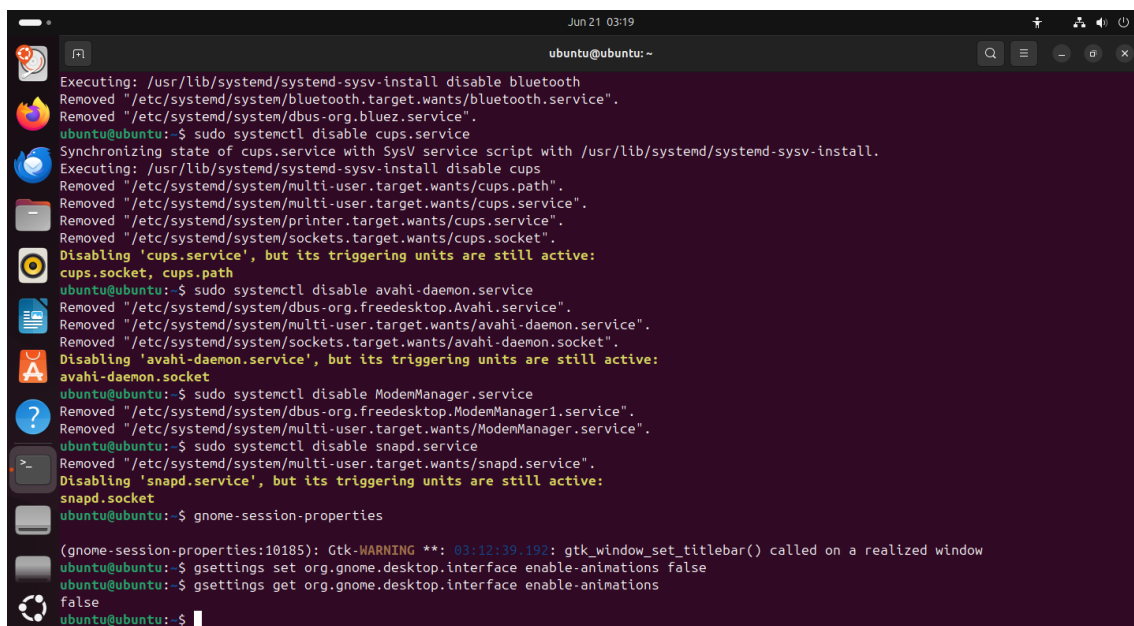 Jun 21 03:19
ubuntu@ubuntu: ~
Executing: /usr/lib/systemd/systemd-sysv-install disable bluetooth
Removed "/etc/systemd/system/bluetooth.target.wants/bluetooth.service".
Removed "/etc/systemd/system/dbus-org.bluez.service".
ubuntu@ubuntu:~$ sudo systemctl disable cups.service
Synchronizing state of cups.service with SysV service script with /usr/lib/systemd/systemd-sysv-install.
Executing: /usr/lib/systemd/systemd-sysv-install disable cups
Removed "/etc/systemd/system/multi-user.target.wants/cups.path".
Removed "/etc/systemd/system/multi-user.target.wants/cups.service".
Removed "/etc/systemd/system/printer.target.wants/cups.service".
Removed "/etc/systemd/system/sockets.target.wants/cups.socket".
Disabling 'cups.service', but its triggering units are still active:
cups.socket, cups.path
ubuntu@ubuntu:~$ sudo systemctl disable avahi-daemon.service
Removed "/etc/systemd/system/dbus-org.freedesktop.Avahi.service".
Removed "/etc/systemd/system/multi-user.target.wants/avahi-daemon.service".
Removed "/etc/systemd/system/sockets.target.wants/avahi-daemon.socket".
Disabling 'avahi-daemon.service', but its triggering units are still active:
avahi-daemon.socket
ubuntu@ubuntu:~$ sudo systemctl disable ModemManager.service
Removed "/etc/systemd/system/dbus-org.freedesktop.ModemManager1.service".
Removed "/etc/systemd/system/multi-user.target.wants/ModemManager.service".
ubuntu@ubuntu:~$ sudo systemctl disable snapd.service
Removed "/etc/systemd/system/multi-user.target.wants/snapd.service".
Disabling 'snapd.service', but its triggering units are still active:
snapd.socket
ubuntu@ubuntu:~$ gnome-session-properties
(gnome-session-properties:10185): Gtk-WARNING **: 03:12:39.192: gtk_window_set_titlebar() called on a realized window
ubuntu@ubuntu:~$ gsettings set org.gnome.desktop.interface enable-animations false
ubuntu@ubuntu:~$ gsettings get org.gnome.desktop.interface enable-animations
false
ubuntu@ubuntu:~$